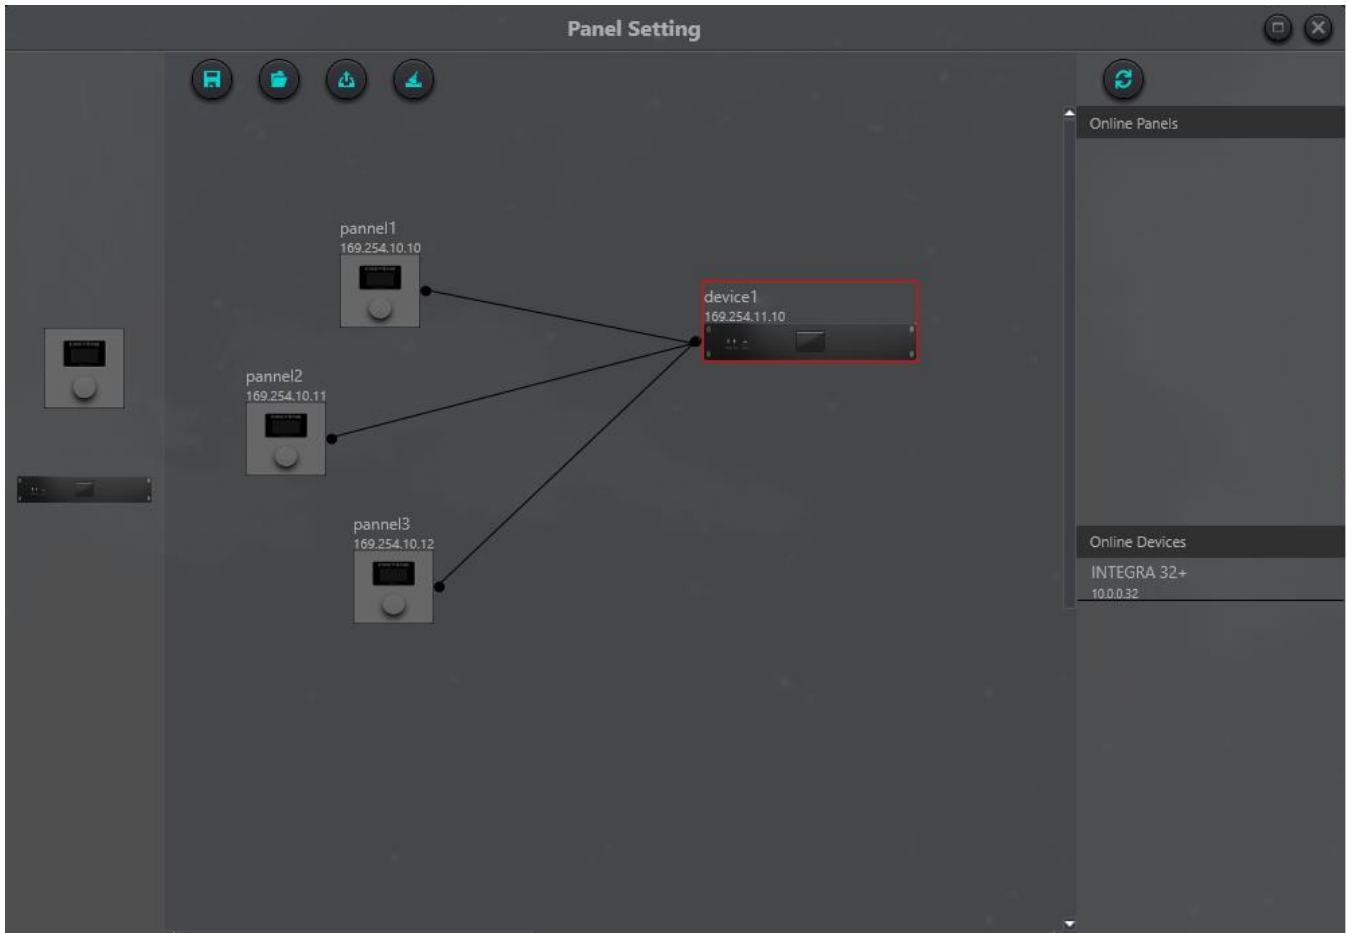 Panel Setting
Online Panels
pannel1
169.254.10.10
device1
169.254.11.10
pannel2
169.254.10.11
pannel3
169.254.10.12
Online Devices
INTEGRA 32+
10.0.0.32